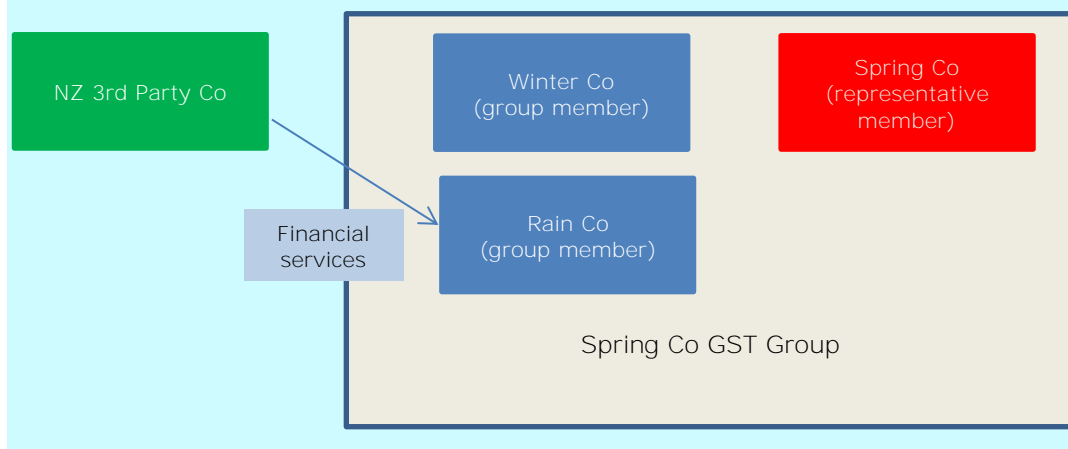 NZ 3rd Party Co
Winter Co
(group member)
Spring Co
(representative
member)
Financial
services
Rain Co
(group member)
Spring Co GST Group